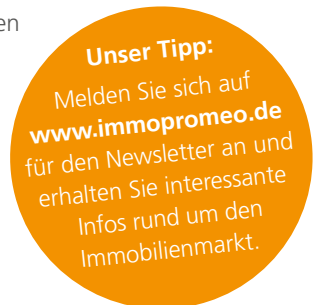 en
Unser Tipp:
Melden Sie sich auf
www.immopromeo.de
für den Newsletter an und
erhalten Sie interessante
Infos rund um den
Immobilienmarkt.